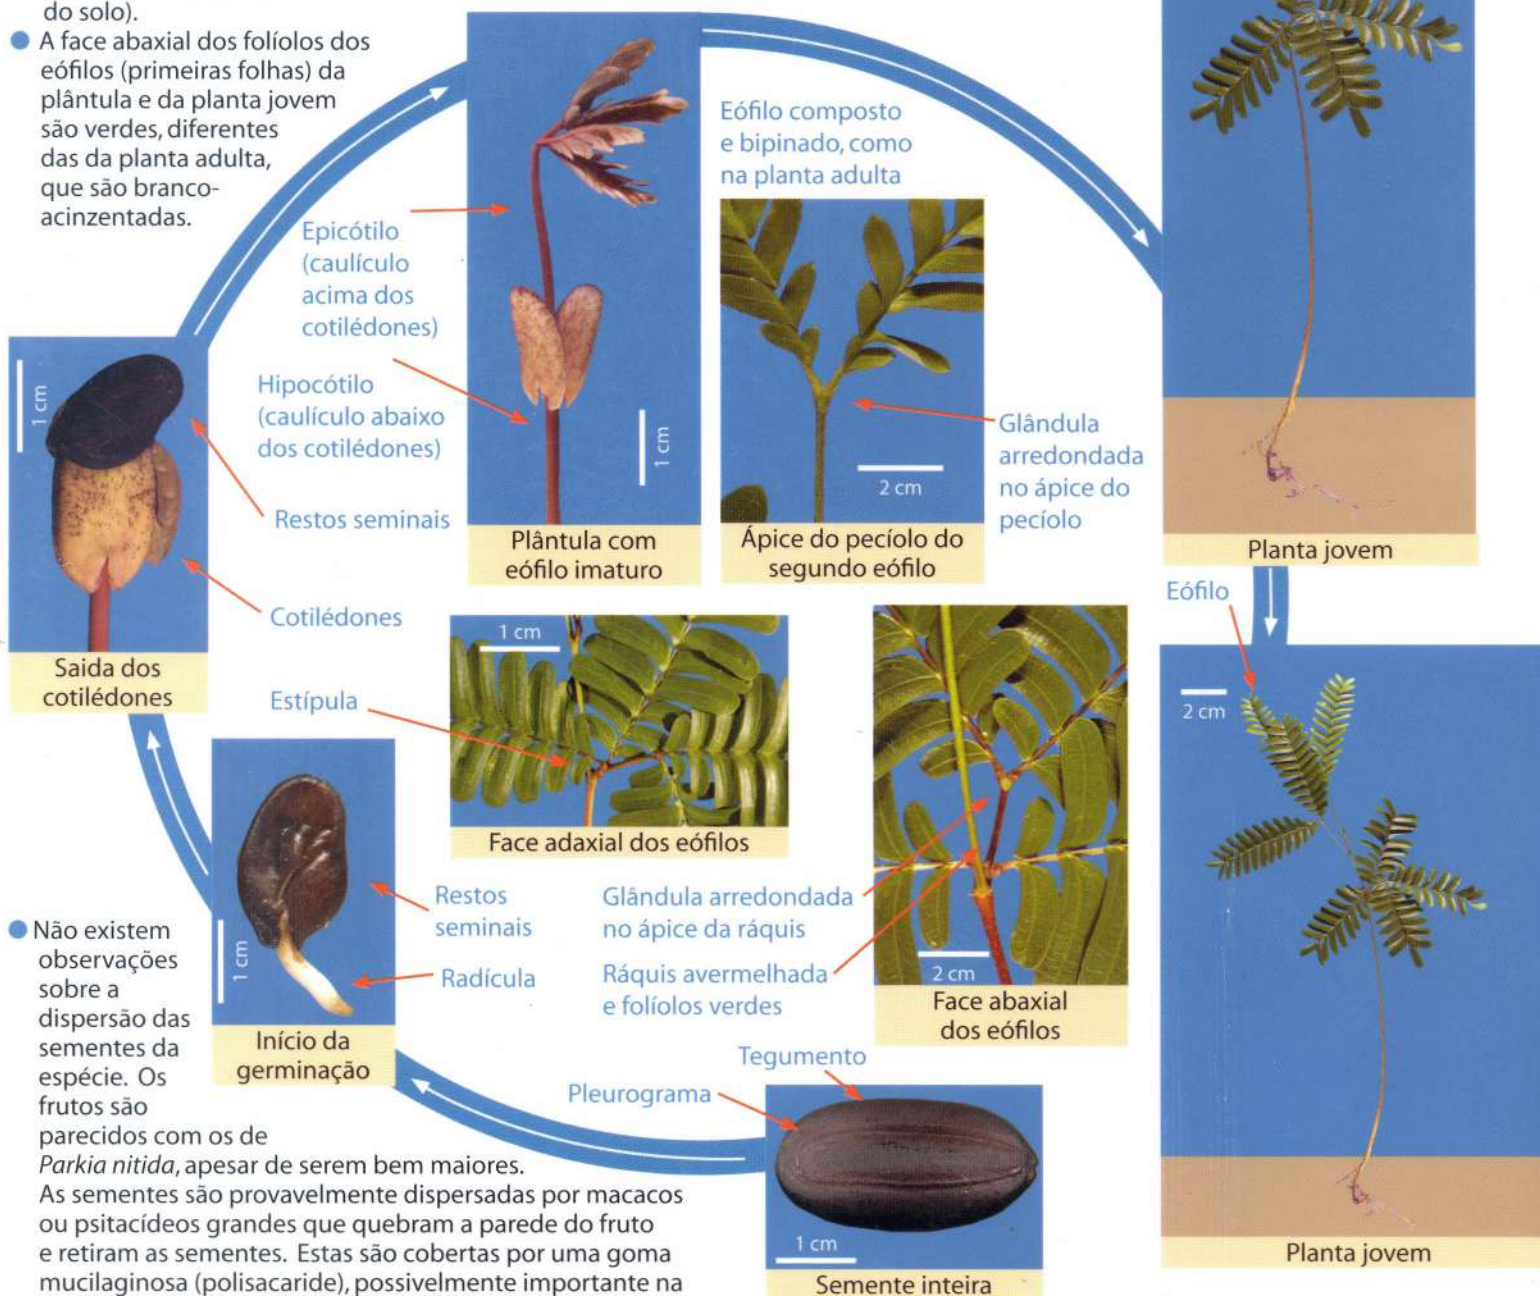 do solo).
● A face abaxial dos folíolos dos
eófilos (primeiras folhas) da
plântula e da planta jovem
são verdes, diferentes
das da planta adulta,
que são branco-
acinzentadas.
Epicótilo
(caulículo
acima dos
cotilédones)
Hipocótilo
(caulículo abaixo
dos cotilédones)
1 cm
Plântula com
eófilo imaturo
Eófilo composto
e bipinado, como
na planta adulta
2 cm
Glândula
arredondada
no ápice do
pecíolo
Ápice do pecíolo do
segundo eófilo
Planta jovem
1 cm
Restos seminais
Cotilédones
Saida dos
cotilédones
Estípula
1 cm
Face adaxial dos eófilos
Glândula arredondada
no ápice da ráquis
Ráquis avermelhada
e folíolos verdes
2 cm
Face abaxial
dos eófilos
Eófilo
2 cm
Planta jovem
1 cm
Restos
seminais
Radícula
Início da
germinação
Tegumento
Pleurograma
1 cm
Semente inteira
● Não existem
observações
sobre a
dispersão das
sementes da
espécie. Os
frutos são
parecidos com os de
Parkia nitida, apesar de serem bem maiores.
As sementes são provavelmente dispersadas por macacos
ou psitacídeos grandes que quebram a parede do fruto
e retiram as sementes. Estas são cobertas por uma goma
mucilaginosa (polisacaride), possivelmente importante na